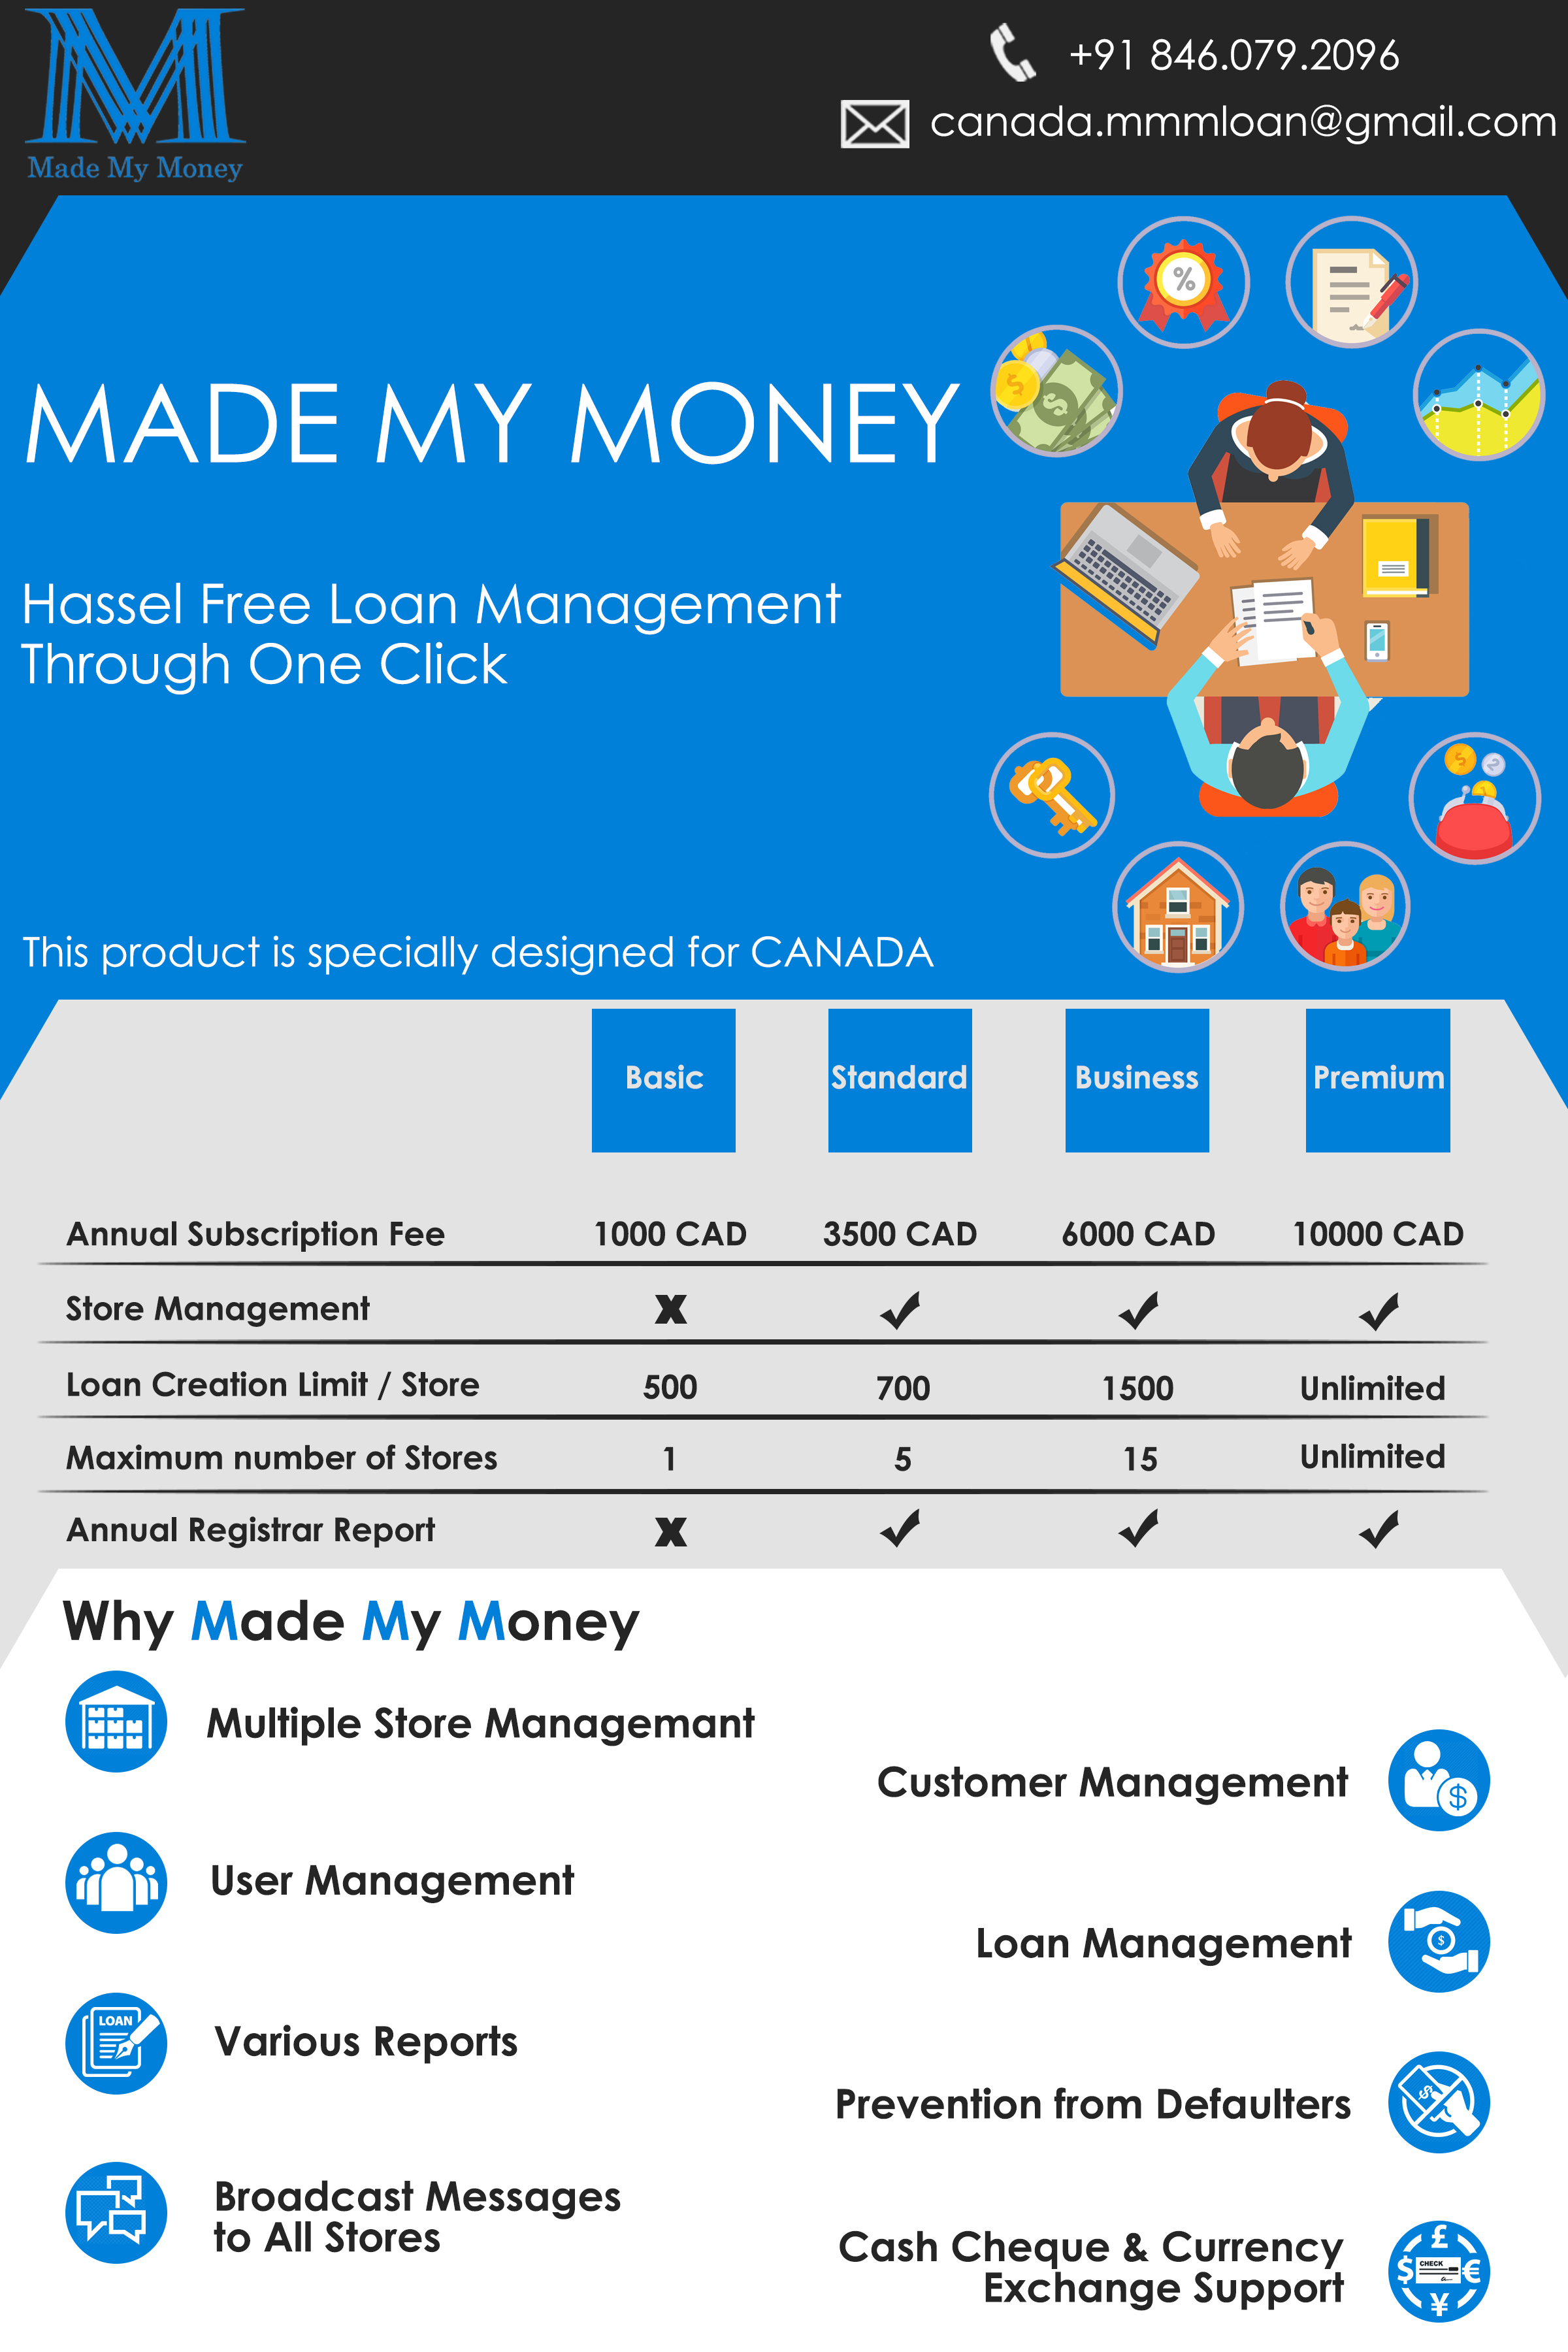 Made My Money
+91 846.079.2096
canada.mmmloan@gmail.com
MADE MY MONEY
Hassel Free Loan Management
Through One Click
This product is specially designed for CANADA
Basic Standard Business Premium
Annual Subscription Fee 1000 CAD 3500 CAD 6000 CAD 10000 CAD
Store Management X ✓ ✓ ✓
Loan Creation Limit / Store 500 700 1500 Unlimited
Maximum number of Stores 1 5 15 Unlimited
Annual Registrar Report X ✓ ✓ ✓
Why Made My Money
Multiple Store Managemant
Customer Management
User Management
Loan Management
LOAN
Various Reports
Prevention from Defaulters
Broadcast Messages
to All Stores
Cash Cheque & Currency
Exchange Support
CHECK